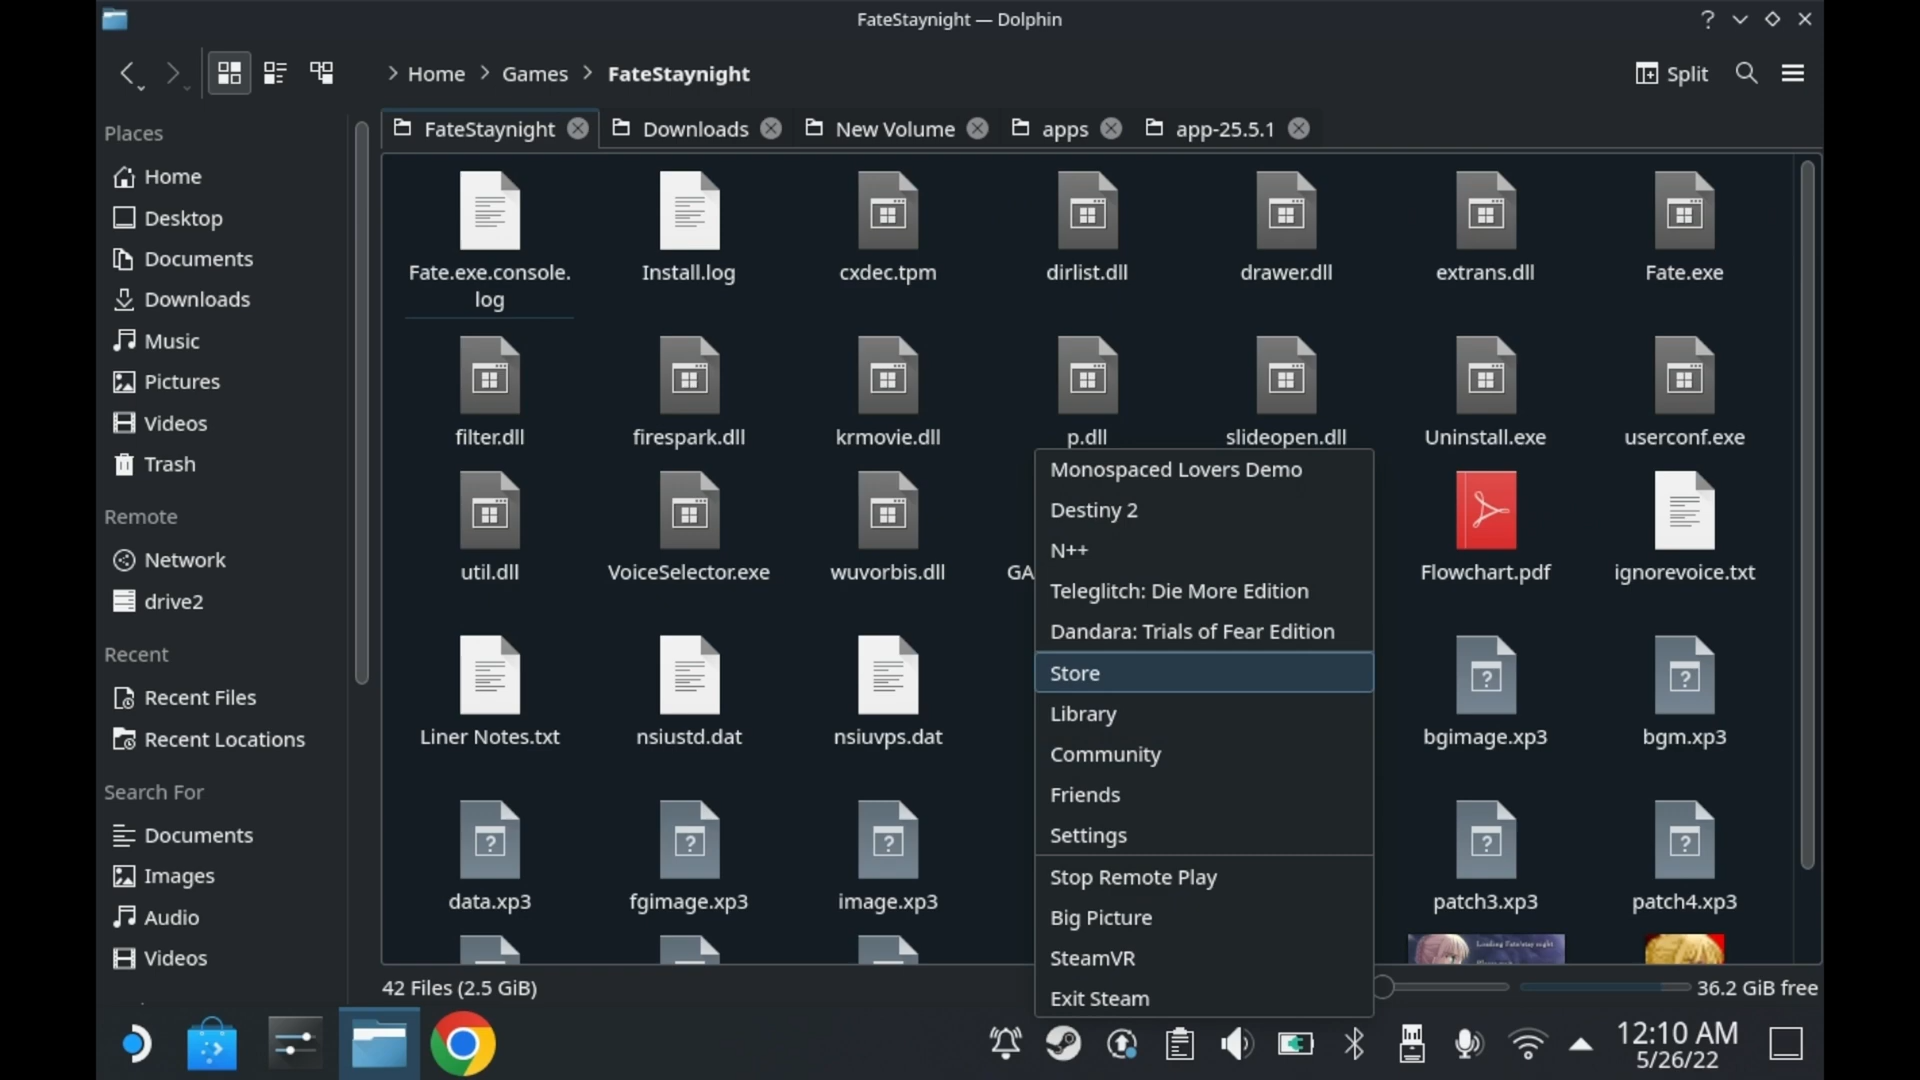 FateStaynight — Dolphin
Home Games FateStaynight
Split
FateStaynight Downloads New Volume apps app-25.5.1
Places
Home
Desktop
Documents
Downloads
Music
Pictures
Videos
Trash
Remote
Network
drive2
Recent
Recent Files
Recent Locations
Search For
Documents
Images
Audio
Videos
Fate.exe.console.
log
Install.log
cxdec.tpm
dirlist.dll
drawer.dll
extrans.dll
Fate.exe
filter.dll
firespark.dll
krmovie.dll
p.dll
slideopen.dll
Uninstall.exe
userconf.exe
util.dll
VoiceSelector.exe
wuvorbis.dll
GA
Flowchart.pdf
ignorevoice.txt
Liner Notes.txt
nsiustd.dat
nsiuvps.dat
bgimage.xp3
bgm.xp3
data.xp3
fgimage.xp3
image.xp3
patch3.xp3
patch4.xp3
Loading Fate/stay night
Monospaced Lovers Demo
Destiny 2
N++
Teleglitch: Die More Edition
Dandara: Trials of Fear Edition
Store
Library
Community
Friends
Settings
Stop Remote Play
Big Picture
SteamVR
Exit Steam
42 Files (2.5 GiB)
36.2 GiB free
12:10 AM
5/26/22